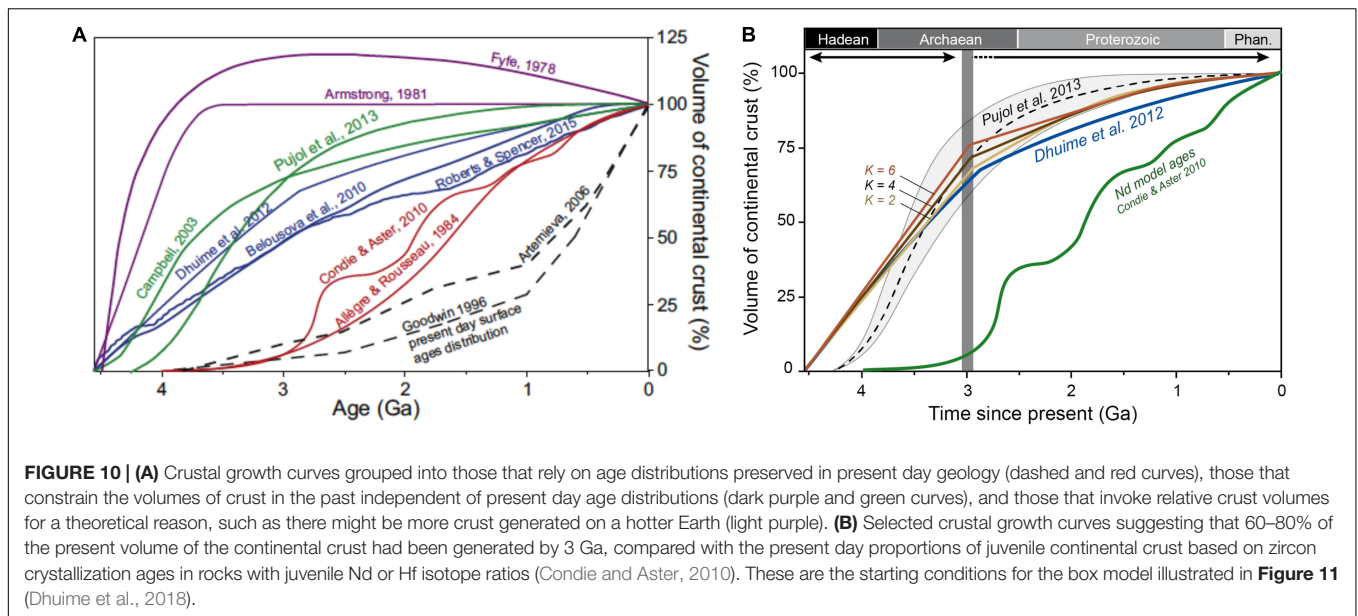 A
125
100
75
50
25
0
Volume of continental crust (%)
4
3
2
1
0
Age (Ga)
Fyfe, 1978
Armstrong, 1981
Pujol et al., 2013
Campbell, 2003
Dhuime et al., 2012
Belousova et al., 2010
Roberts & Spencer, 2015
Condie & Aster, 2010
Allègre & Rousseau, 1984
Artemieva, 2006
Goodwin 1996
present day surface
ages distribution
B
Hadean
Archaean
Proterozoic
Phan.
100
75
50
25
0
Volume of continental crust (%)
4
3
2
1
0
Time since present (Ga)
Pujol et al. 2013
Dhuime et al. 2012
K = 6
K = 4
K = 2
Nd model ages
Condie & Aster 2010
FIGURE 10 | (A) Crustal growth curves grouped into those that rely on age distributions preserved in present day geology (dashed and red curves), those that
constrain the volumes of crust in the past independent of present day age distributions (dark purple and green curves), and those that invoke relative crust volumes
for a theoretical reason, such as there might be more crust generated on a hotter Earth (light purple). (B) Selected crustal growth curves suggesting that 60–80% of
the present volume of the continental crust had been generated by 3 Ga, compared with the present day proportions of juvenile continental crust based on zircon
crystallization ages in rocks with juvenile Nd or Hf isotope ratios (Condie and Aster, 2010). These are the starting conditions for the box model illustrated in Figure 11
(Dhuime et al., 2018).